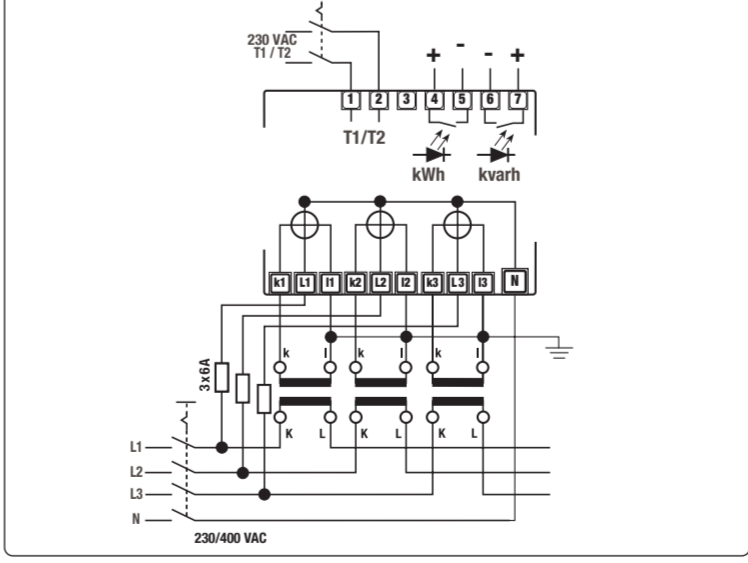 230 VAC
T1 / T2
+ - - +
1 2 3 4 5 6 7
T1/T2
kWh kvarh
k1 L1 l1 k2 L2 l2 k3 L3 l3 N
k l k l k l
3x6A
K L K L K L
L1
L2
L3
N
230/400 VAC